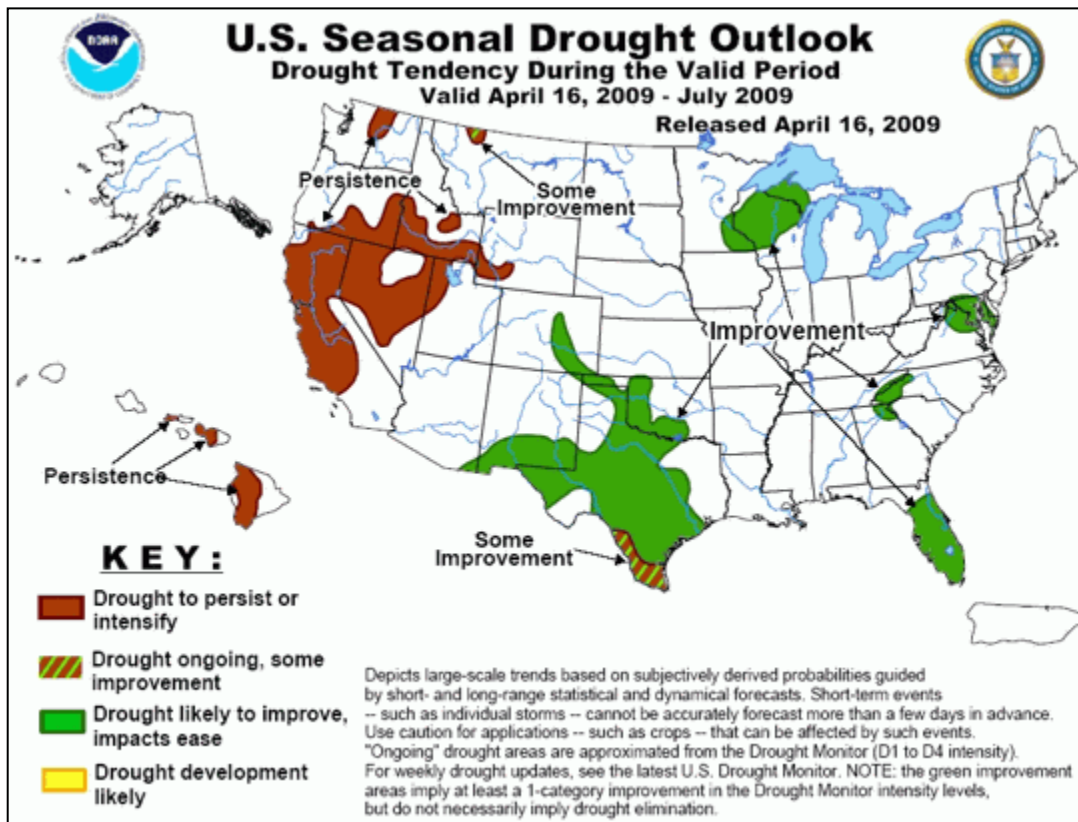 NOAA
U.S. Seasonal Drought Outlook
Drought Tendency During the Valid Period
Valid April 16, 2009 - July 2009
Released April 16, 2009
Persistence
Some
Improvement
Improvement
Persistence
Some
Improvement
KEY:
Drought to persist or
intensify
Drought ongoing, some
improvement
Drought likely to improve,
impacts ease
Drought development
likely
Depicts large-scale trends based on subjectively derived probabilities guided
by short- and long-range statistical and dynamical forecasts. Short-term events
-- such as individual storms -- cannot be accurately forecast more than a few days in advance.
Use caution for applications -- such as crops -- that can be affected by such events.
"Ongoing" drought areas are approximated from the Drought Monitor (D1 to D4 intensity).
For weekly drought updates, see the latest U.S. Drought Monitor. NOTE: the green improvement
areas imply at least a 1-category improvement in the Drought Monitor intensity levels,
but do not necessarily imply drought elimination.